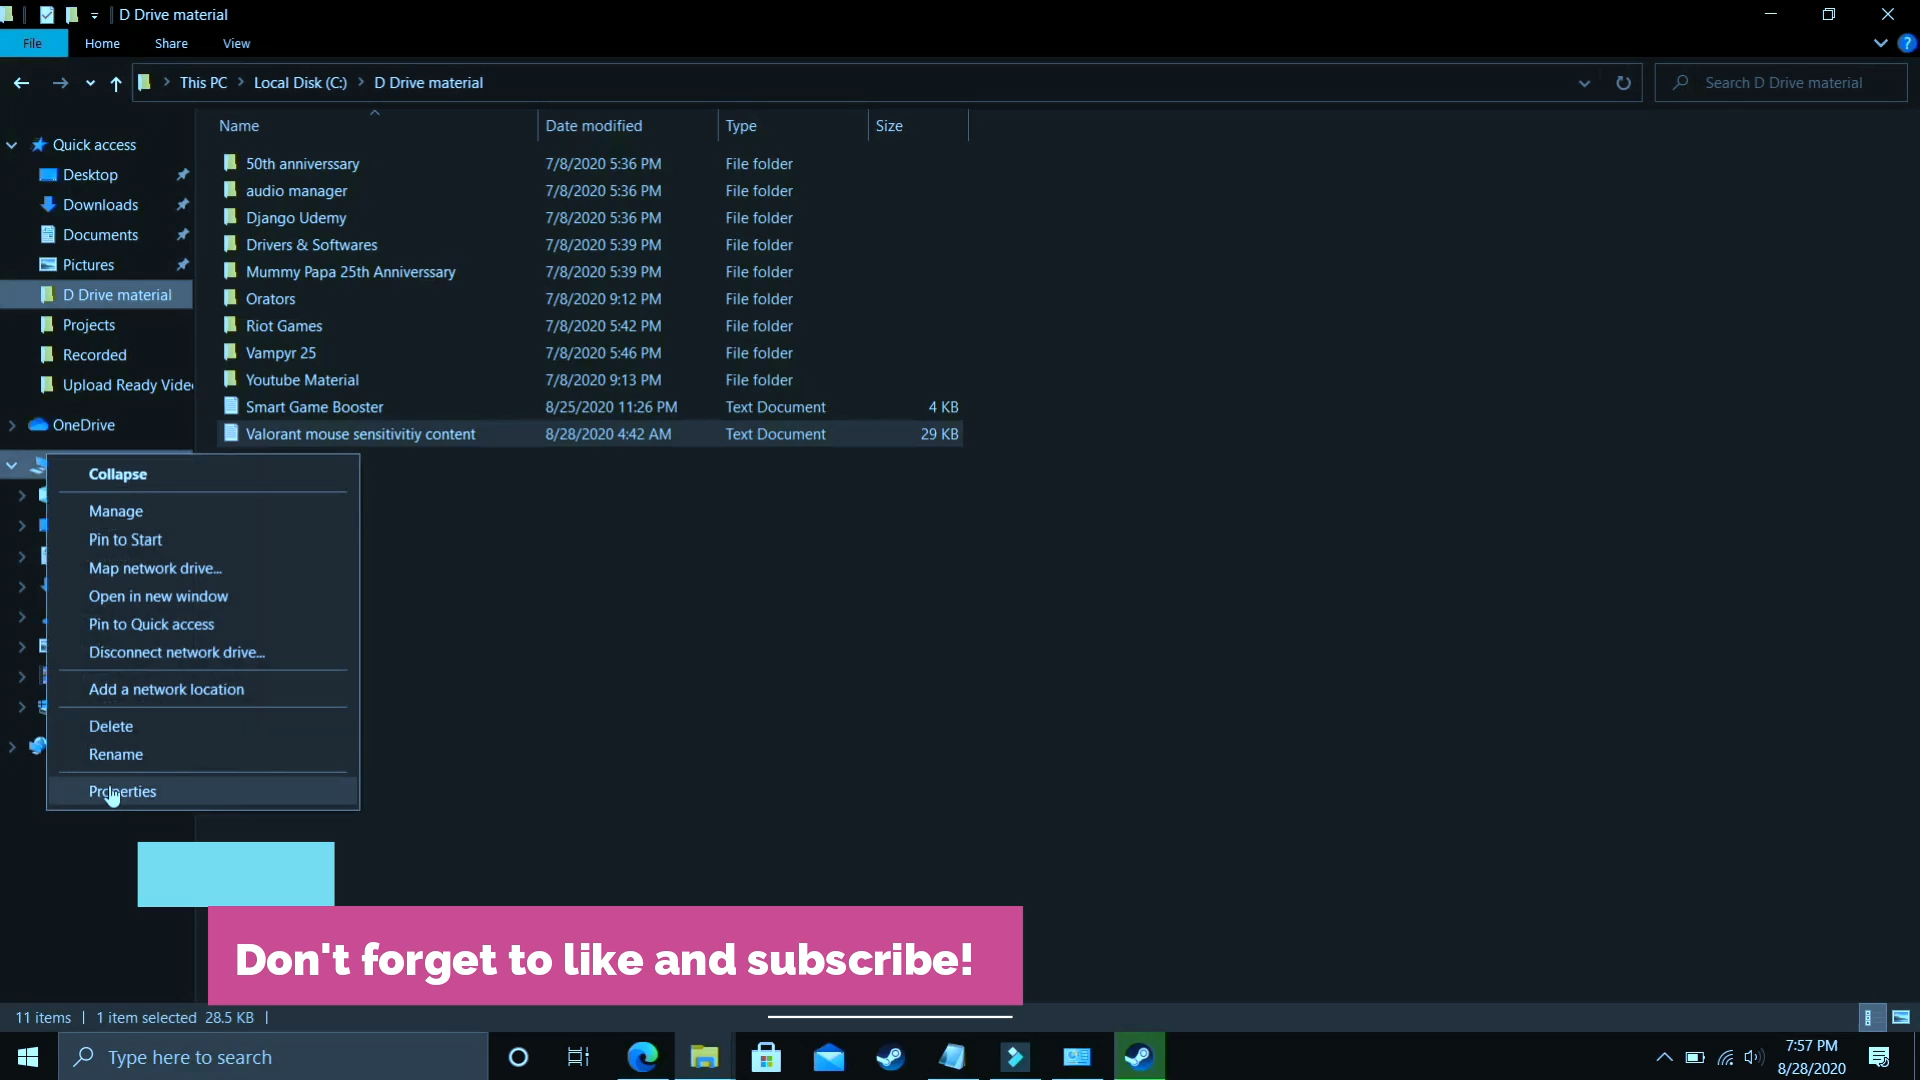 D Drive material
File Home Share View
This PC Local Disk (C:) D Drive material
Search D Drive material
Name Date modified Type Size
Quick access
Desktop
Downloads
Documents
Pictures
D Drive material
Projects
Recorded
Upload Ready Vide
OneDrive
50th anniverssary 7/8/2020 5:36 PM File folder
audio manager 7/8/2020 5:36 PM File folder
Django Udemy 7/8/2020 5:36 PM File folder
Drivers & Softwares 7/8/2020 5:39 PM File folder
Mummy Papa 25th Anniverssary 7/8/2020 5:39 PM File folder
Orators 7/8/2020 9:12 PM File folder
Riot Games 7/8/2020 5:42 PM File folder
Vampyr 25 7/8/2020 5:46 PM File folder
Youtube Material 7/8/2020 9:13 PM File folder
Smart Game Booster 8/25/2020 11:26 PM Text Document 4 KB
Valorant mouse sensitivitiy content 8/28/2020 4:42 AM Text Document 29 KB
Collapse
Manage
Pin to Start
Map network drive...
Open in new window
Pin to Quick access
Disconnect network drive...
Add a network location
Delete
Rename
Properties
Don't forget to like and subscribe!
11 items 1 item selected 28.5 KB
Type here to search
7:57 PM
8/28/2020